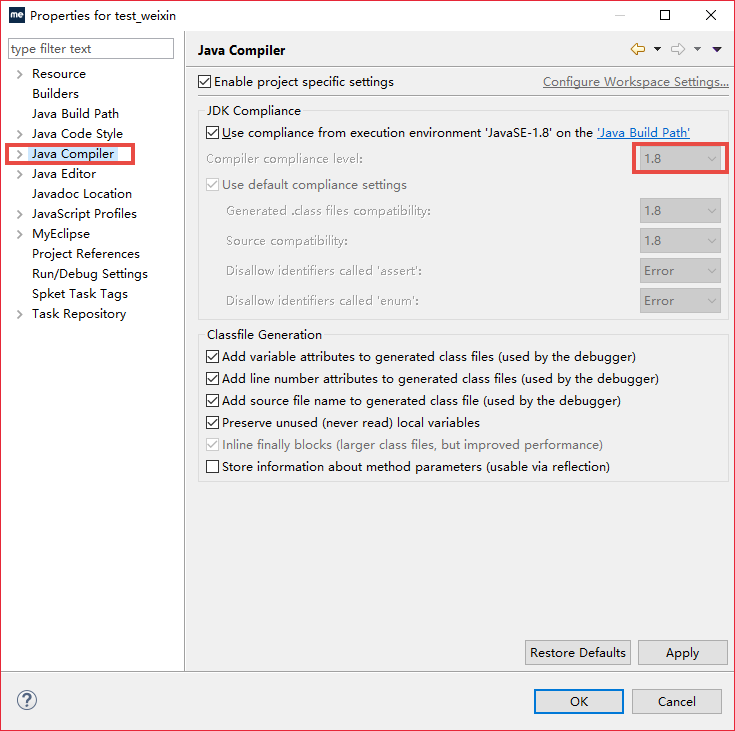 me Properties for test_weixin
type filter text
Resource
Builders
Java Build Path
Java Code Style
Java Compiler
Java Editor
Javadoc Location
JavaScript Profiles
MyEclipse
Project References
Run/Debug Settings
Spket Task Tags
Task Repository
Java Compiler
Enable project specific settings
Configure Workspace Settings...
JDK Compliance
Use compliance from execution environment 'JavaSE-1.8' on the 'Java Build Path'
Compiler compliance level: 1.8
Use default compliance settings
Generated .class files compatibility: 1.8
Source compatibility: 1.8
Disallow identifiers called 'assert': Error
Disallow identifiers called 'enum': Error
Classfile Generation
Add variable attributes to generated class files (used by the debugger)
Add line number attributes to generated class files (used by the debugger)
Add source file name to generated class file (used by the debugger)
Preserve unused (never read) local variables
Inline finally blocks (larger class files, but improved performance)
Store information about method parameters (usable via reflection)
Restore Defaults Apply
? OK Cancel